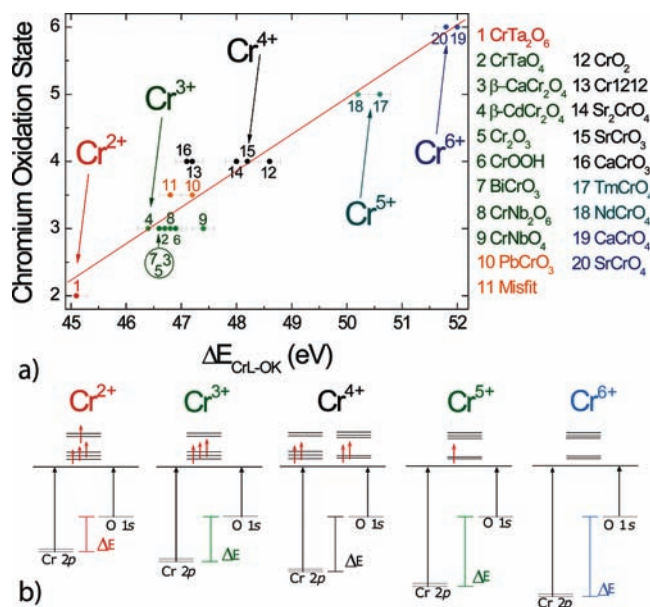 Chromium Oxidation State
6
5
4
3
2
45 46 47 48 49 50 51 52
ΔE CrL-OK (eV)
Cr2+
Cr3+
Cr4+
Cr5+
Cr6+
20 19
18 17
16 15
13 14 12
11 10
4 8 9
2 6
7 3
5
1
1 CrTa2O6
2 CrTaO4
3 β-CaCr2O4
4 β-CdCr2O4
5 Cr2O3
6 CrOOH
7 BiCrO3
8 CrNb2O6
9 CrNbO4
10 PbCrO3
11 Misfit
12 CrO2
13 Cr1212
14 Sr2CrO4
15 SrCrO3
16 CaCrO3
17 TmCrO4
18 NdCrO4
19 CaCrO4
20 SrCrO4
a)
Cr2+ Cr3+ Cr4+ Cr5+ Cr6+
O 1s O 1s O 1s O 1s O 1s
Cr 2p Cr 2p Cr 2p Cr 2p Cr 2p
ΔE ΔE ΔE ΔE ΔE
b)